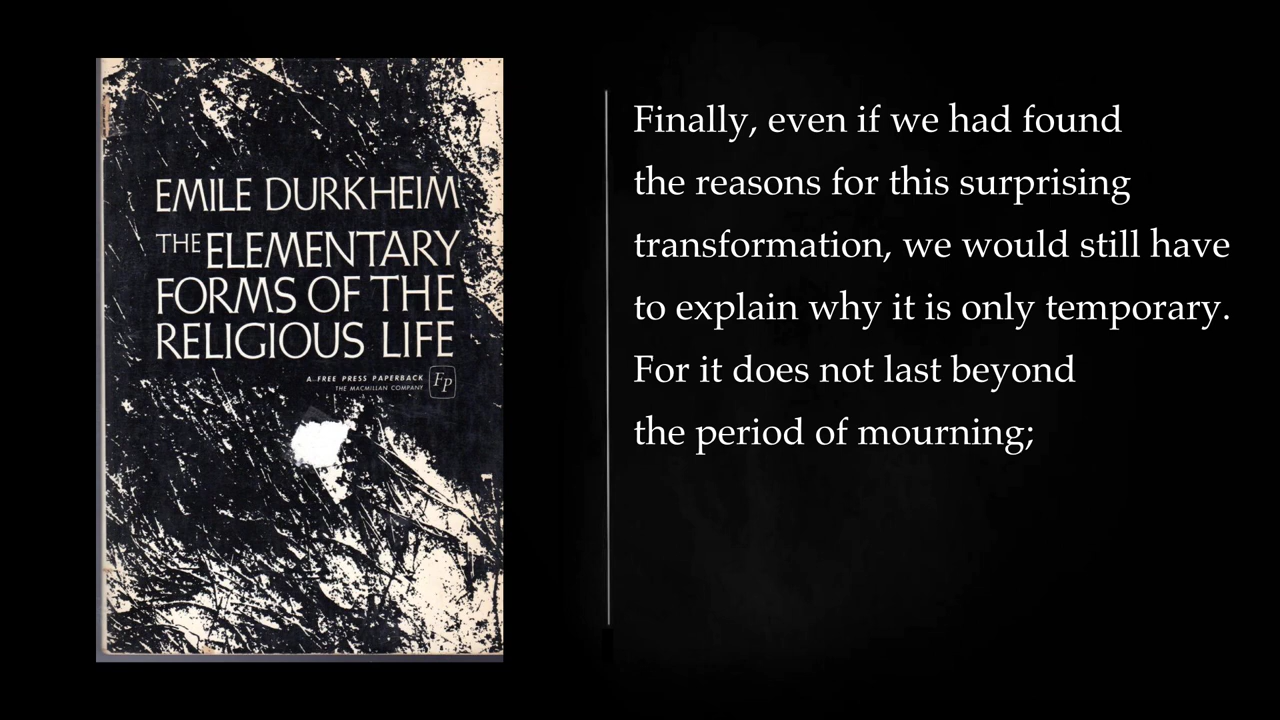 EMILE DURKHEIM
THE ELEMENTARY
FORMS OF THE
RELIGIOUS LIFE
A FREE PRESS PAPERBACK
THE MACMILLAN COMPANY
Fp
Finally, even if we had found
the reasons for this surprising
transformation, we would still have
to explain why it is only temporary.
For it does not last beyond
the period of mourning;